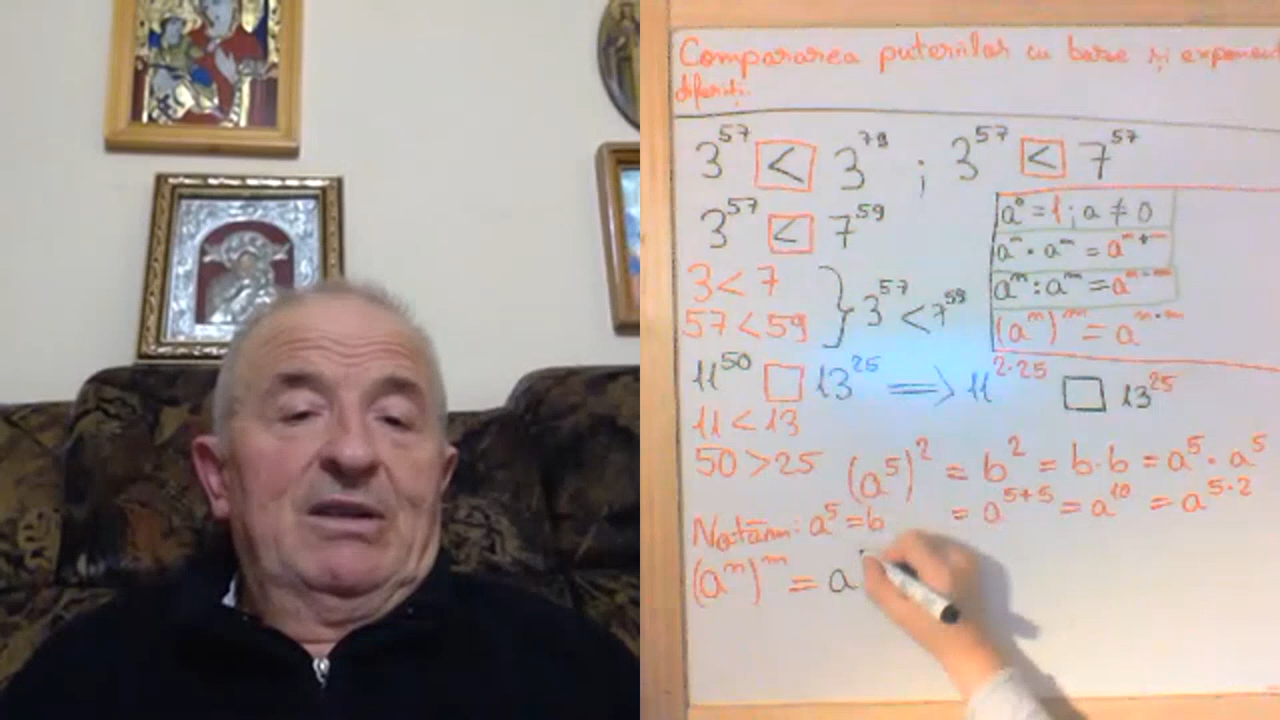 Compararea puterilor cu baze și exponenți
diferiți.
3^57 < 3^79 ; 3^57 < 7^57
3^57 < 7^59
3 < 7
57 < 59
} 3^57 < 7^59
a^0 = 1 ; a ≠ 0
a^n · a^m = a^{n+m}
a^m : a^m = a^{m-m}
(a^n)^m = a^{n·m}
11^50 □ 13^25 ⟹ 11^{2·25} □ 13^25
11 < 13
50 > 25
(a^5)^2 = b^2 = b·b = a^5 · a^5
= a^{5+5} = a^10 = a^{5·2}
Notăm: a^5 = b
(a^n)^m = a